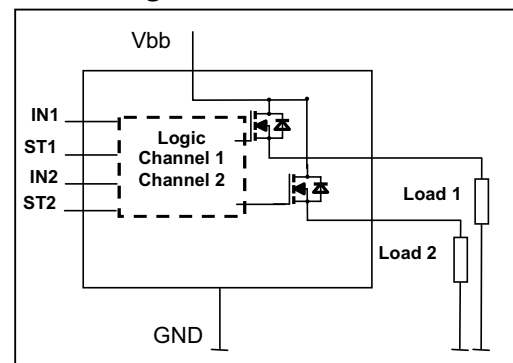 Vbb
IN1
ST1
IN2
ST2
Logic
Channel 1
Channel 2
Load 1
Load 2
GND